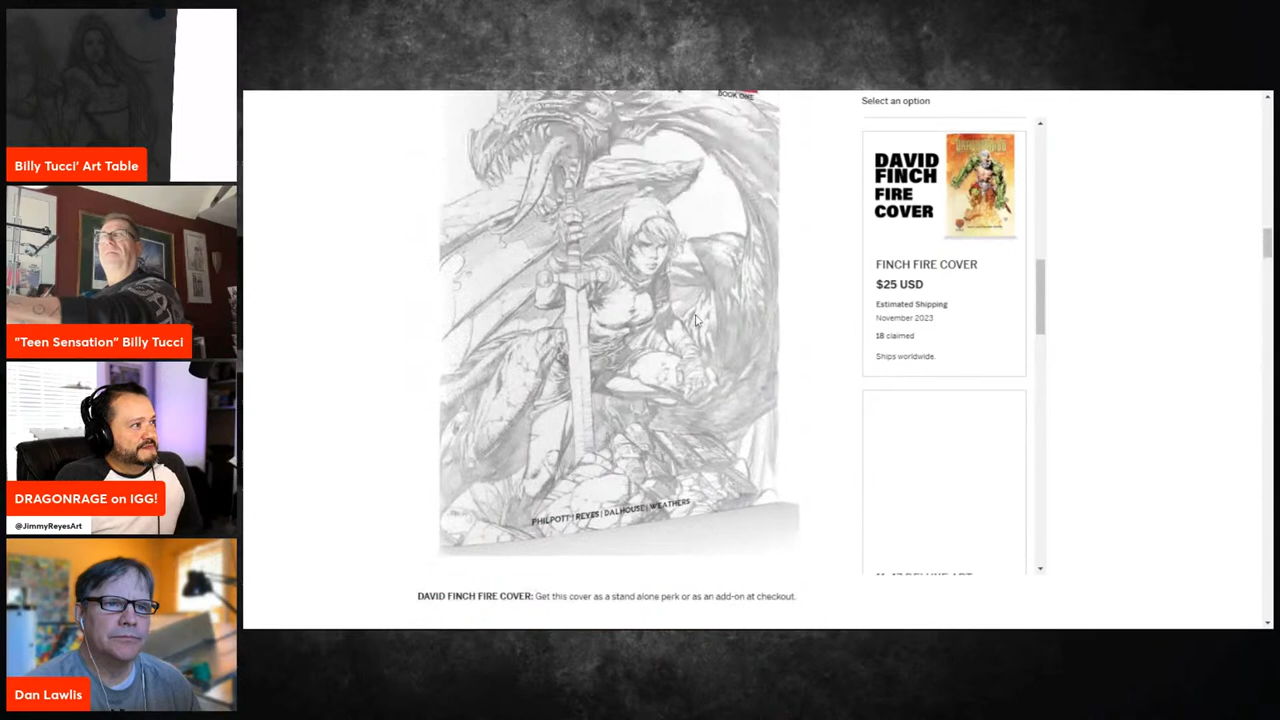 Billy Tucci' Art Table
"Teen Sensation" Billy Tucci
DRAGONRAGE on IGG!
@JimmyReyesArt
Dan Lawlis
BOOK ONE
PHILPOTT | REYES | DALHOUSE | WEATHERS
DAVID FINCH FIRE COVER: Get this cover as a stand alone perk or as an add-on at checkout.
Select an option
DAVID
FINCH
FIRE
COVER
FINCH FIRE COVER
$25 USD
Estimated Shipping
November 2023
18 claimed
Ships worldwide.